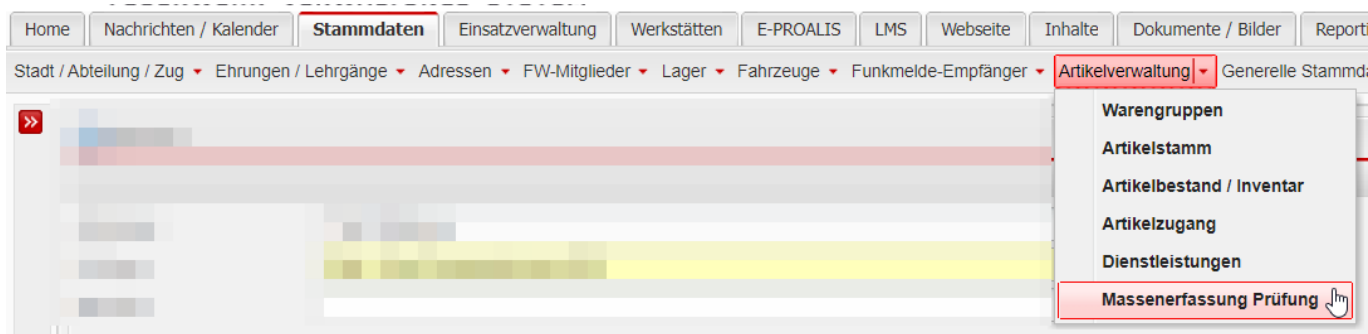 Home Nachrichten / Kalender Stammdaten Einsatzverwaltung Werkstätten E-PROALIS LMS Webseite Inhalte Dokumente / Bilder
Stadt / Abteilung / Zug Ehrungen / Lehrgänge Adressen FW-Mitglieder Lager Fahrzeuge Funkmelde-Empfänger Artikelverwaltung Generelle
Warengruppen
Artikelstamm
Artikelbestand / Inventar
Artikelzugang
Dienstleistungen
Massenerfassung Prüfung